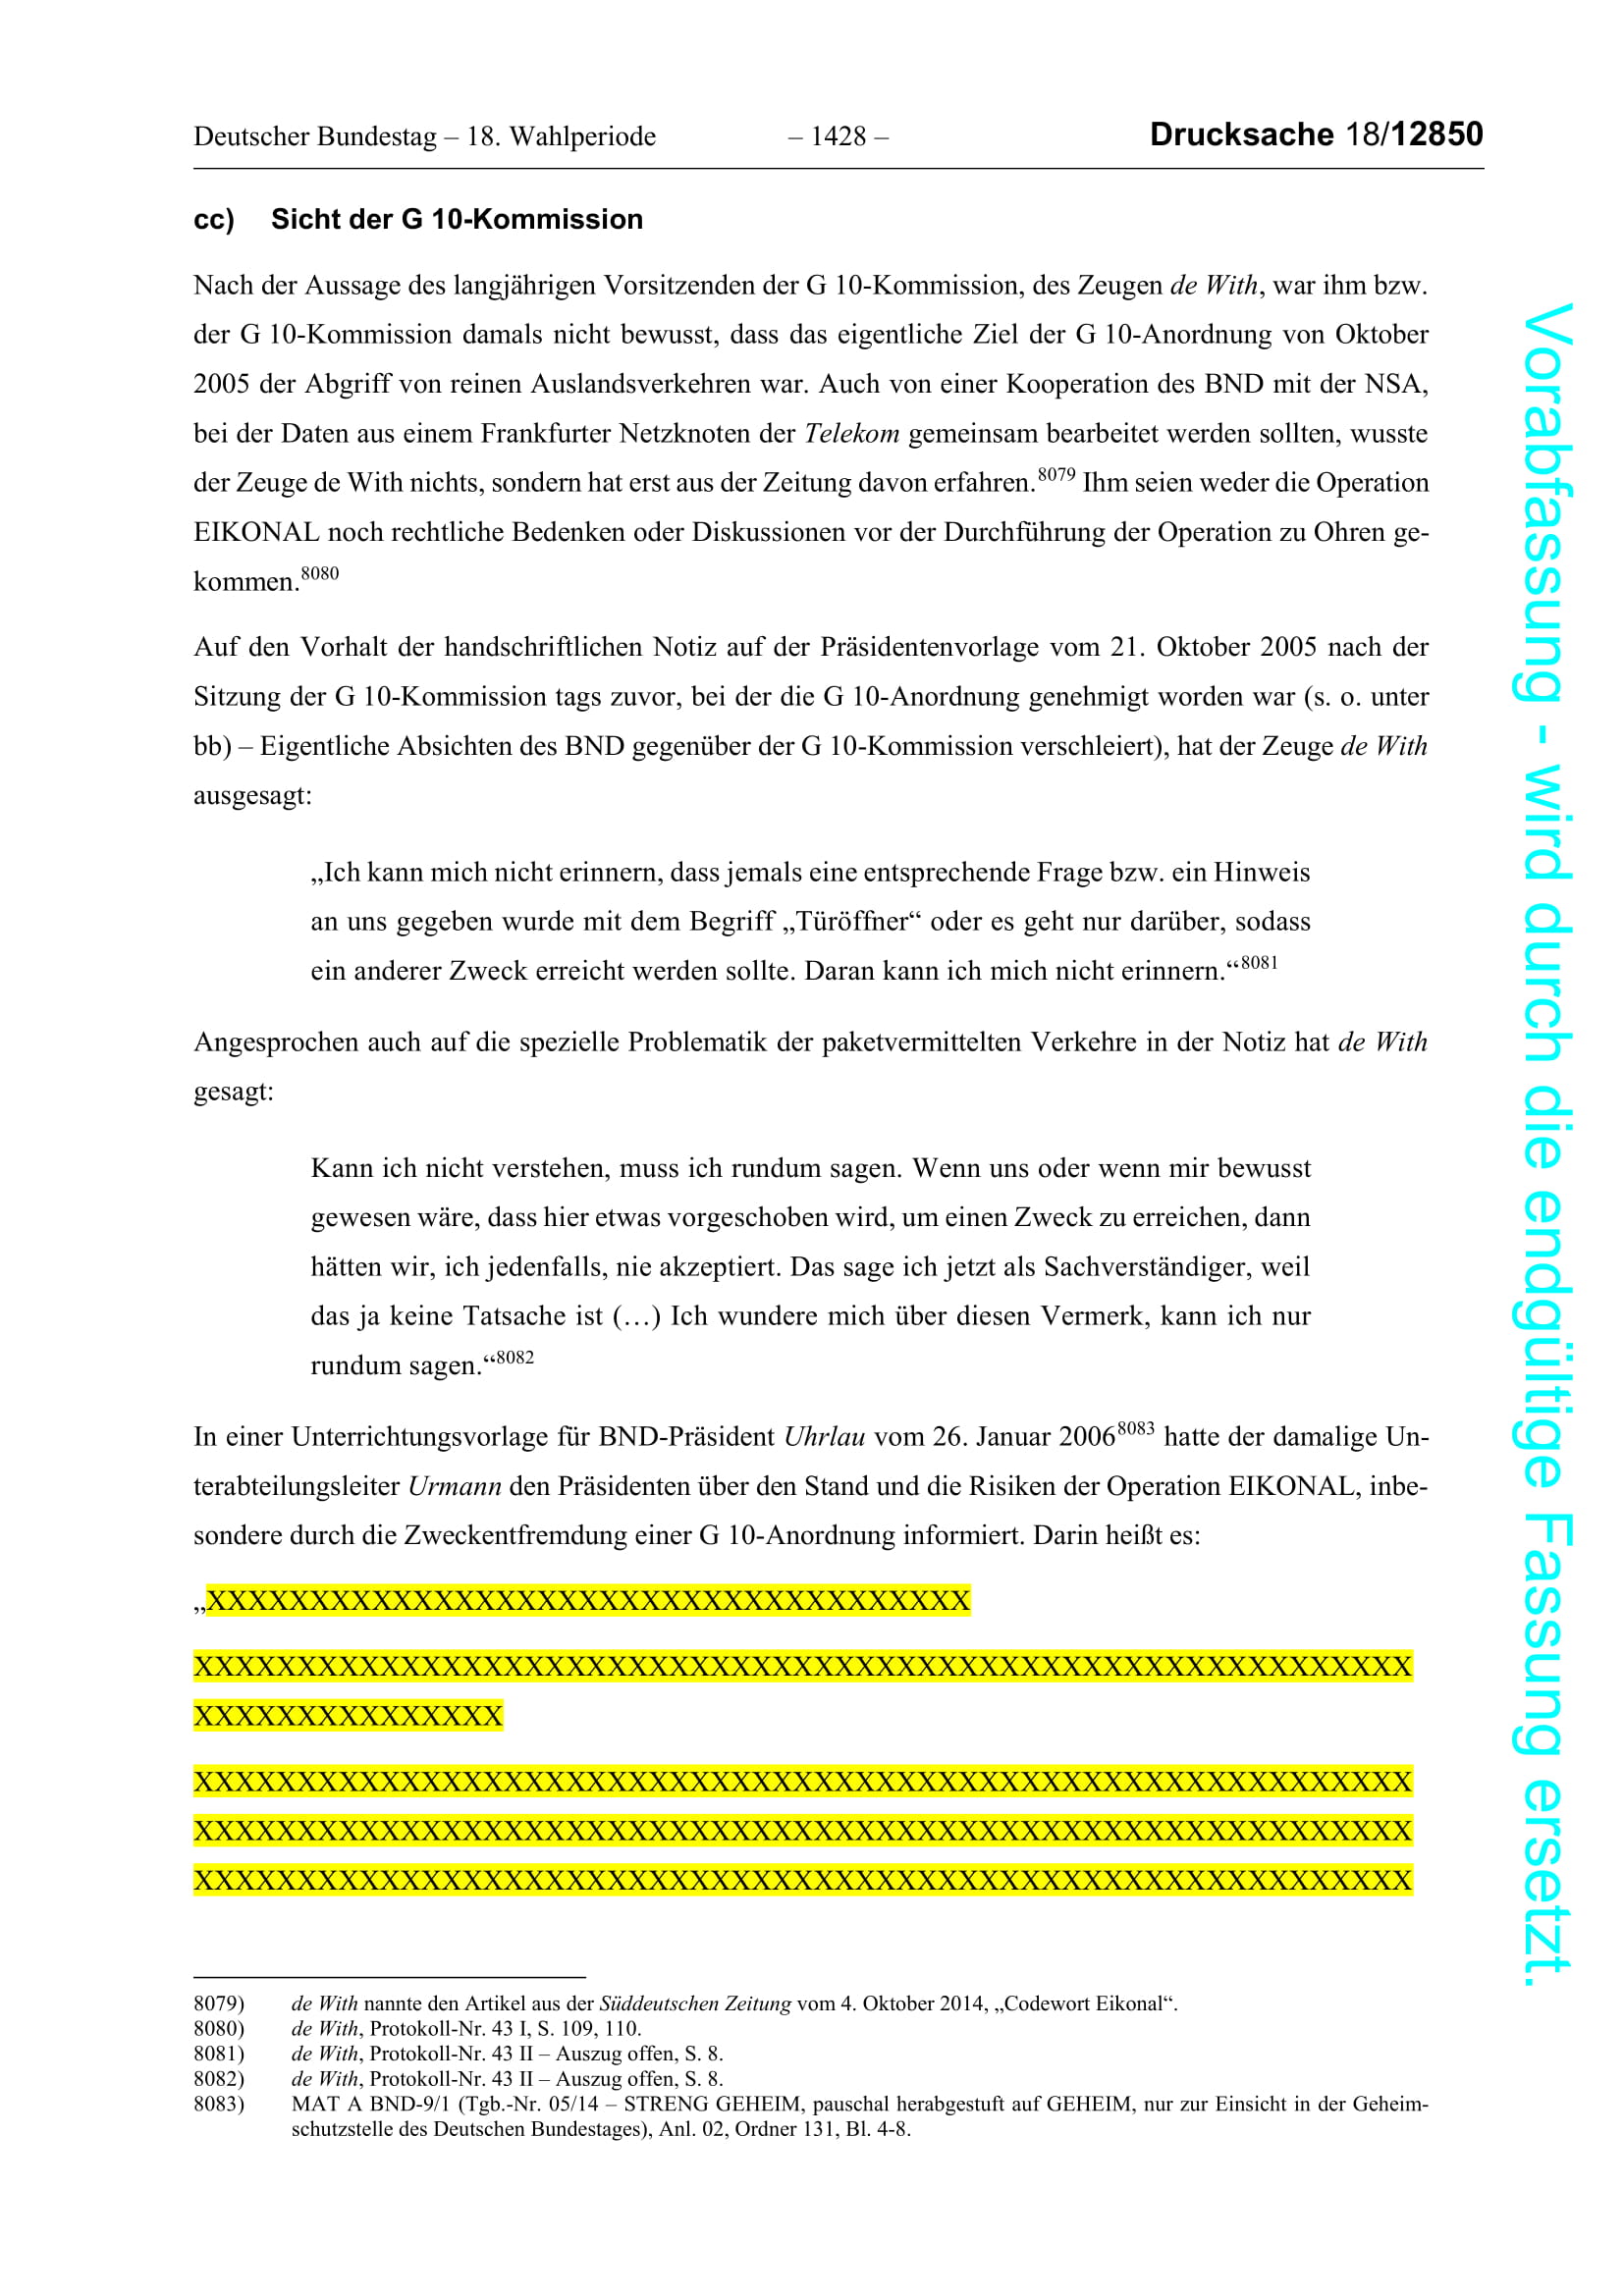 Deutscher Bundestag – 18. Wahlperiode – 1428 – Drucksache 18/12850
cc) Sicht der G 10-Kommission
Nach der Aussage des langjährigen Vorsitzenden der G 10-Kommission, des Zeugen de With, war ihm bzw.
der G 10-Kommission damals nicht bewusst, dass das eigentliche Ziel der G 10-Anordnung von Oktober
2005 der Abgriff von reinen Auslandsverkehren war. Auch von einer Kooperation des BND mit der NSA,
bei der Daten aus einem Frankfurter Netzknoten der Telekom gemeinsam bearbeitet werden sollten, wusste
der Zeuge de With nichts, sondern hat erst aus der Zeitung davon erfahren.8079 Ihm seien weder die Operation
EIKONAL noch rechtliche Bedenken oder Diskussionen vor der Durchführung der Operation zu Ohren ge-
kommen.8080
Auf den Vorhalt der handschriftlichen Notiz auf der Präsidentenvorlage vom 21. Oktober 2005 nach der
Sitzung der G 10-Kommission tags zuvor, bei der die G 10-Anordnung genehmigt worden war (s. o. unter
bb) – Eigentliche Absichten des BND gegenüber der G 10-Kommission verschleiert), hat der Zeuge de With
ausgesagt:
„Ich kann mich nicht erinnern, dass jemals eine entsprechende Frage bzw. ein Hinweis
an uns gegeben wurde mit dem Begriff „Türöffner“ oder es geht nur darüber, sodass
ein anderer Zweck erreicht werden sollte. Daran kann ich mich nicht erinnern.“8081
Angesprochen auch auf die spezielle Problematik der paketvermittelten Verkehre in der Notiz hat de With
gesagt:
Kann ich nicht verstehen, muss ich rundum sagen. Wenn uns oder wenn mir bewusst
gewesen wäre, dass hier etwas vorgeschoben wird, um einen Zweck zu erreichen, dann
hätten wir, ich jedenfalls, nie akzeptiert. Das sage ich jetzt als Sachverständiger, weil
das ja keine Tatsache ist (…) Ich wundere mich über diesen Vermerk, kann ich nur
rundum sagen.“8082
In einer Unterrichtungsvorlage für BND-Präsident Uhrlau vom 26. Januar 20068083 hatte der damalige Un-
terabteilungsleiter Urmann den Präsidenten über den Stand und die Risiken der Operation EIKONAL, inbe-
sondere durch die Zweckentfremdung einer G 10-Anordnung informiert. Darin heißt es:
„XXXXXXXXXXXXXXXXXXXXXXXXXXXXXXXXXXXXX
XXXXXXXXXXXXXXXXXXXXXXXXXXXXXXXXXXXXXXXXXXXXXXXXXXXXXXXXXXX
XXXXXXXXXXXXXXX
XXXXXXXXXXXXXXXXXXXXXXXXXXXXXXXXXXXXXXXXXXXXXXXXXXXXXXXXXXX
XXXXXXXXXXXXXXXXXXXXXXXXXXXXXXXXXXXXXXXXXXXXXXXXXXXXXXXXXXX
XXXXXXXXXXXXXXXXXXXXXXXXXXXXXXXXXXXXXXXXXXXXXXXXXXXXXXXXXXX
8079) de With nannte den Artikel aus der Süddeutschen Zeitung vom 4. Oktober 2014, „Codewort Eikonal“.
8080) de With, Protokoll-Nr. 43 I, S. 109, 110.
8081) de With, Protokoll-Nr. 43 II – Auszug offen, S. 8.
8082) de With, Protokoll-Nr. 43 II – Auszug offen, S. 8.
8083) MAT A BND-9/1 (Tgb.-Nr. 05/14 – STRENG GEHEIM, pauschal herabgestuft auf GEHEIM, nur zur Einsicht in der Geheim-
schutzstelle des Deutschen Bundestages), Anl. 02, Ordner 131, Bl. 4-8.
Vorabfassung - wird durch die endgültige Fassung ersetzt.